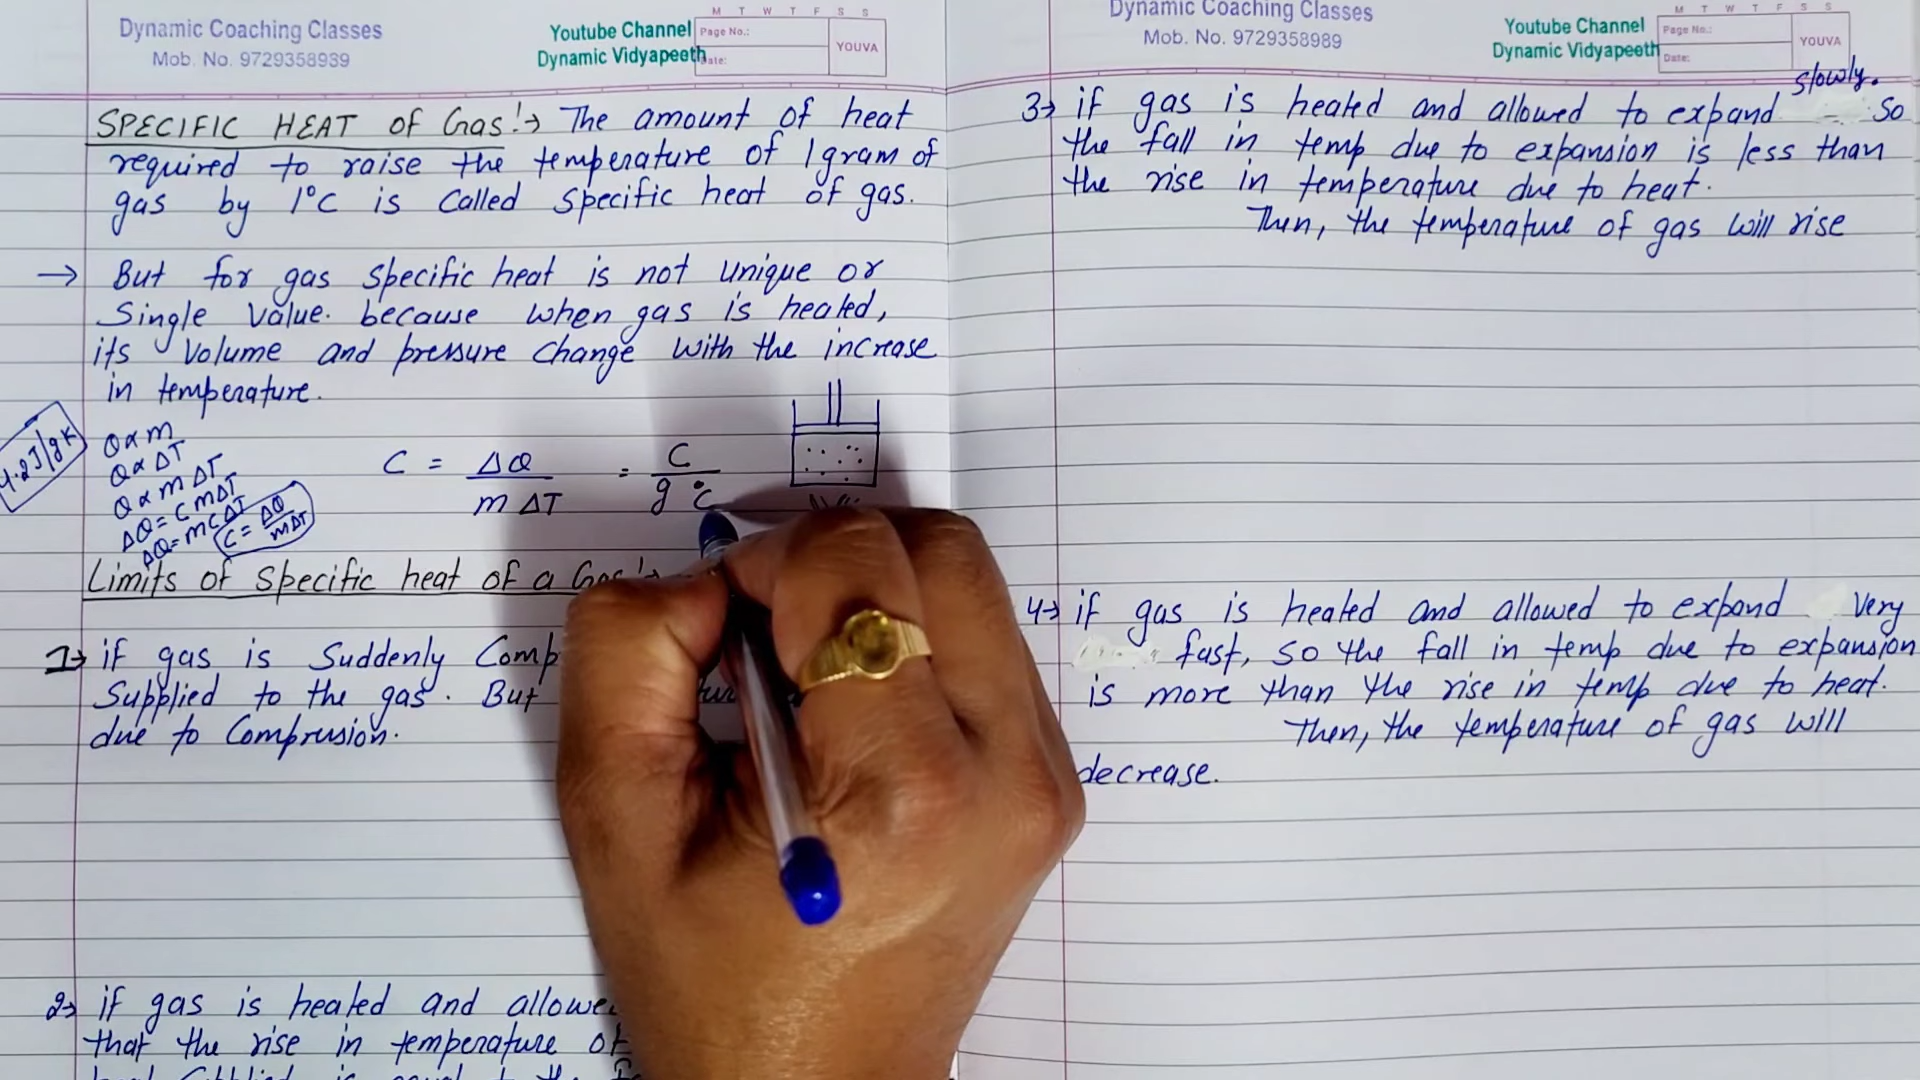 Dynamic Coaching Classes
Mob. No. 9729358989
Youtube Channel
Dynamic Vidyapeeth
M T W T F S S
Page No.:
Date:
YOUVA
SPECIFIC HEAT of Gas:→ The amount of heat
required to raise the temperature of 1gram of
gas by 1°C is Called Specific heat of gas.
→ But for gas Specific heat is not unique or
Single Value. because when gas is heated,
its Volume and pressure Change with the increase
in temperature.
4.2J/gK
Q∝m
Q∝ΔT
Q∝mΔT
ΔQ=CmΔT
ΔQ=mCΔT
C=ΔQ/mΔT
C = ΔQ/mΔT = C/g°C
Limits of Specific heat of a Gas:→
1→ if gas is Suddenly
Supplied to the gas. But
due to Compression.
2→ if gas is heated and
that the rise in temperature of
Dynamic Coaching Classes
Mob. No. 9729358989
Youtube Channel
Dynamic Vidyapeeth
M T W T F S S
Page No.:
Date:
YOUVA
slowly.
3→ if gas is heated and allowed to expand So
the fall in temp due to expansion is less than
the rise in temperature due to heat.
Then, the temperature of gas will rise
4→ if gas is heated and allowed to expand Very
fast, so the fall in temp due to expansion
is more than the rise in temp due to heat.
Then, the temperature of gas will
decrease.